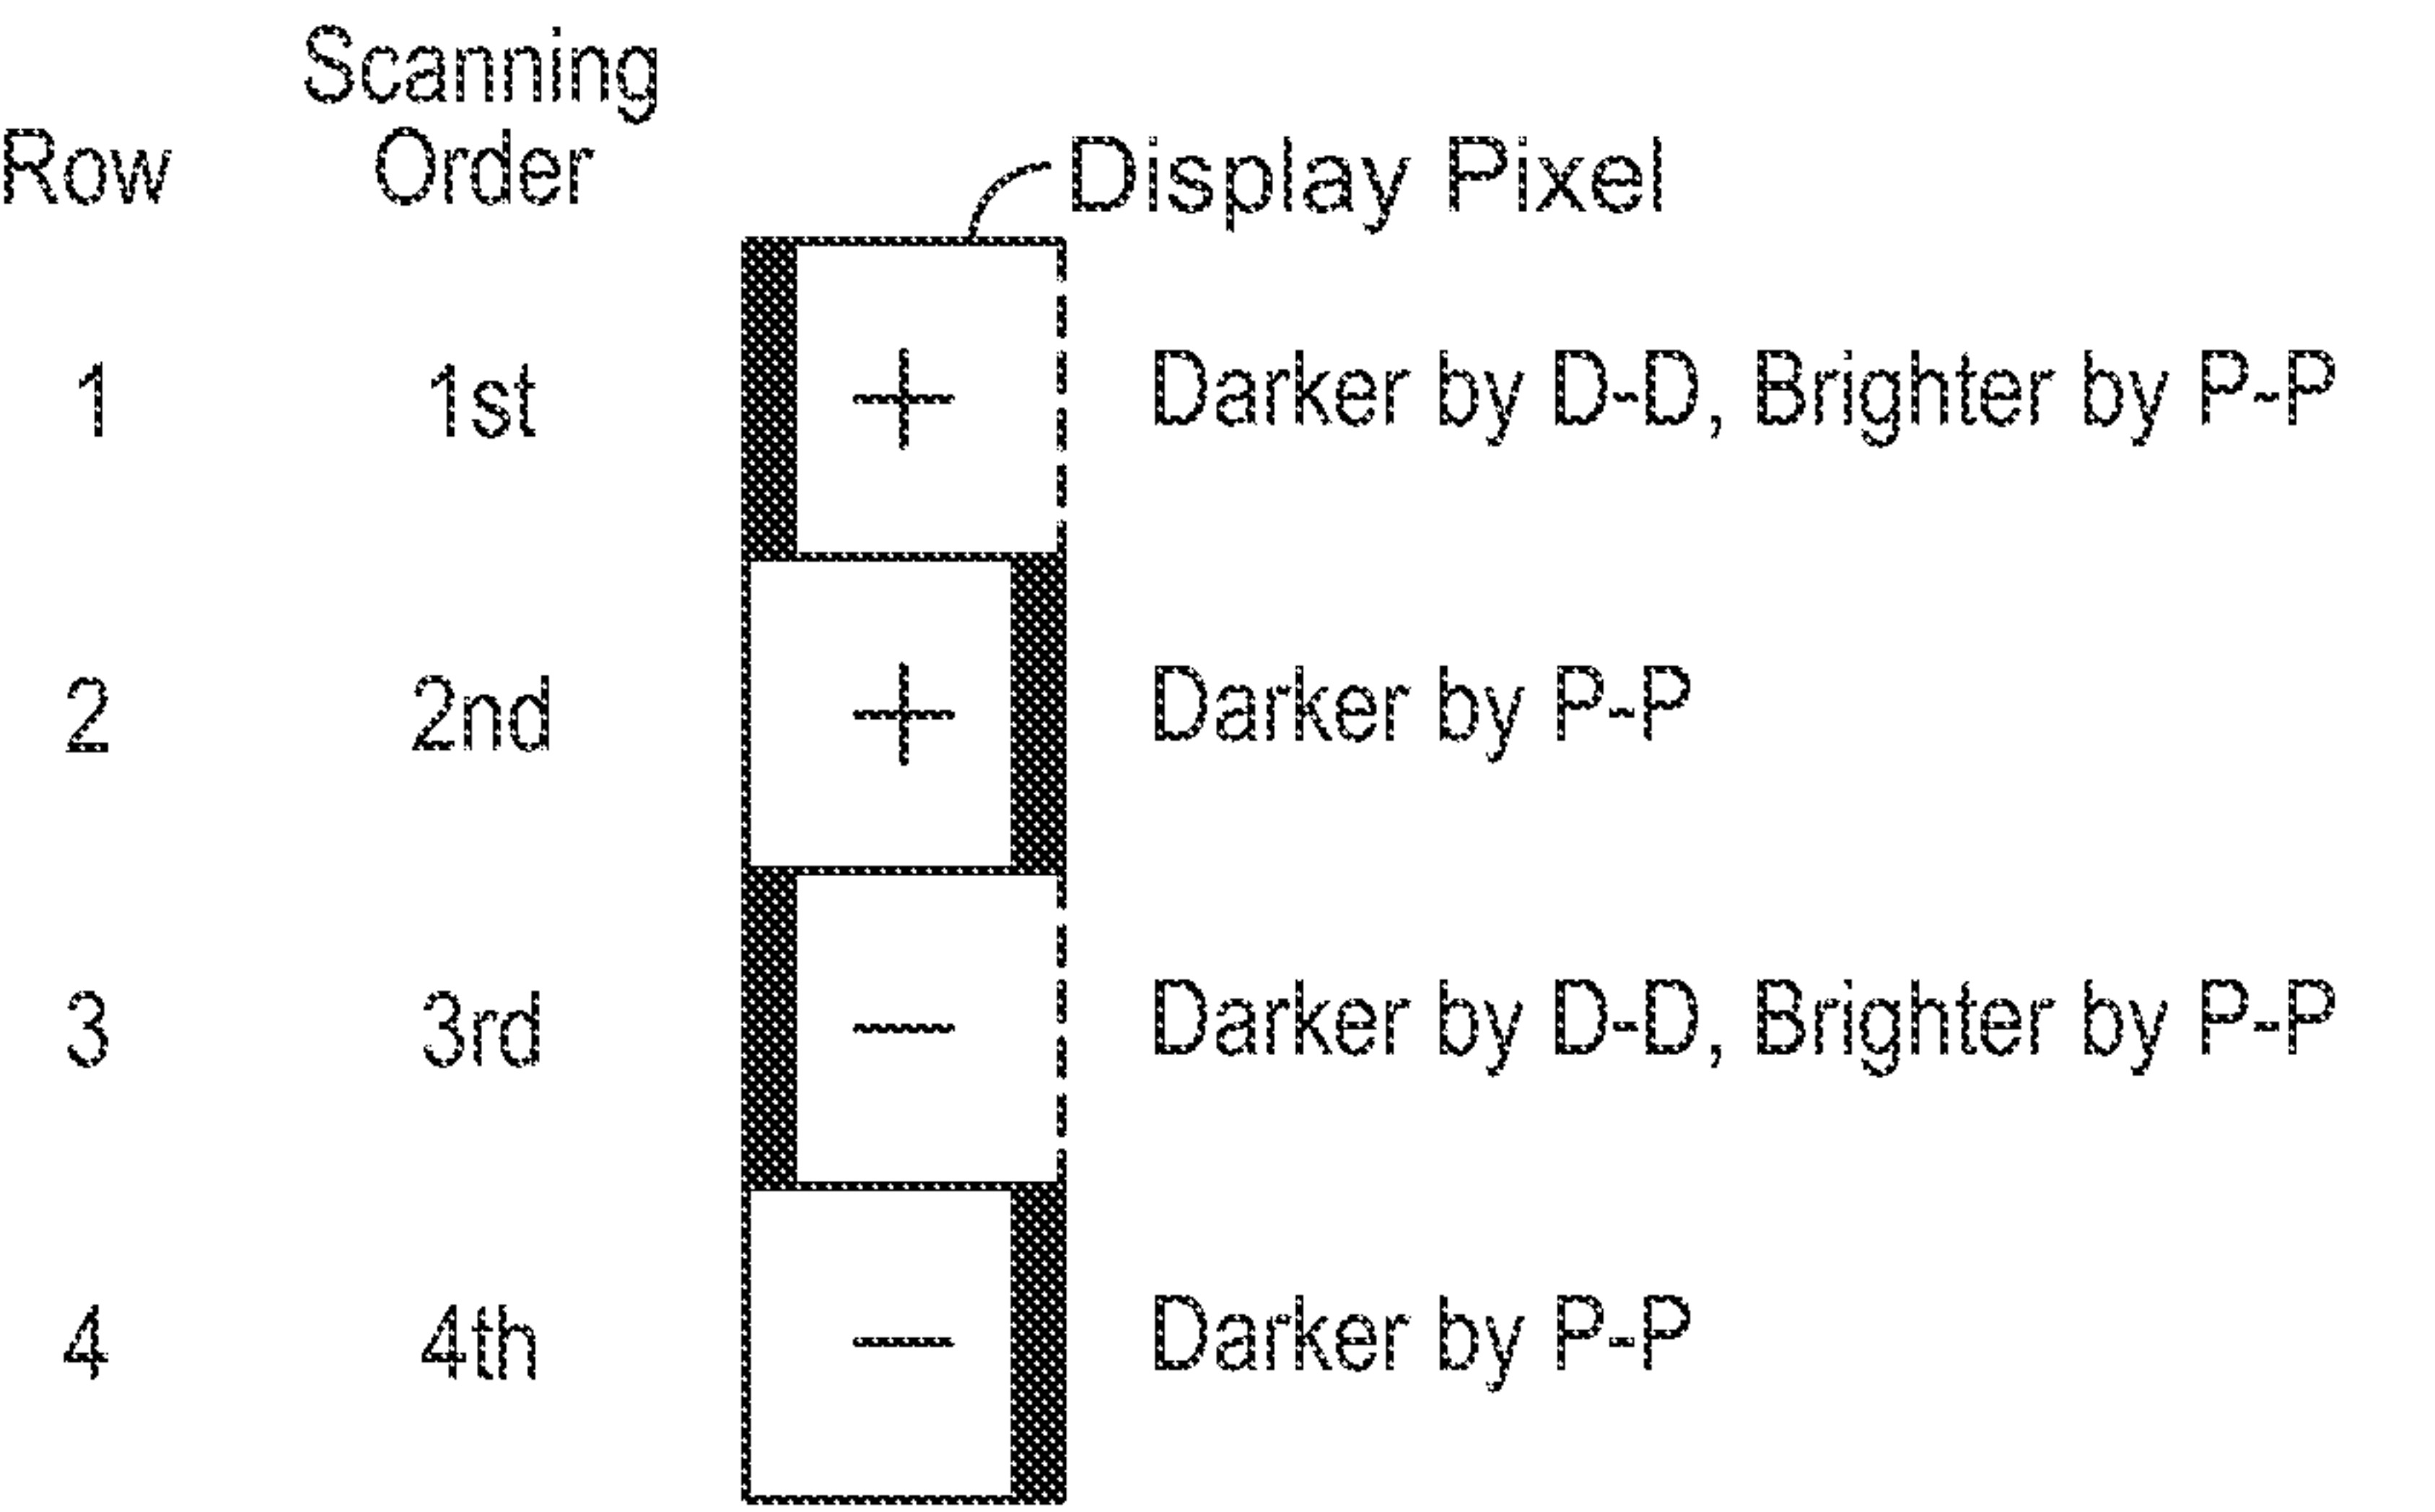 Scanning
Row Order Display Pixel
1 1st + Darker by D-D, Brighter by P-P
2 2nd + Darker by P-P
3 3rd − Darker by D-D, Brighter by P-P
4 4th − Darker by P-P